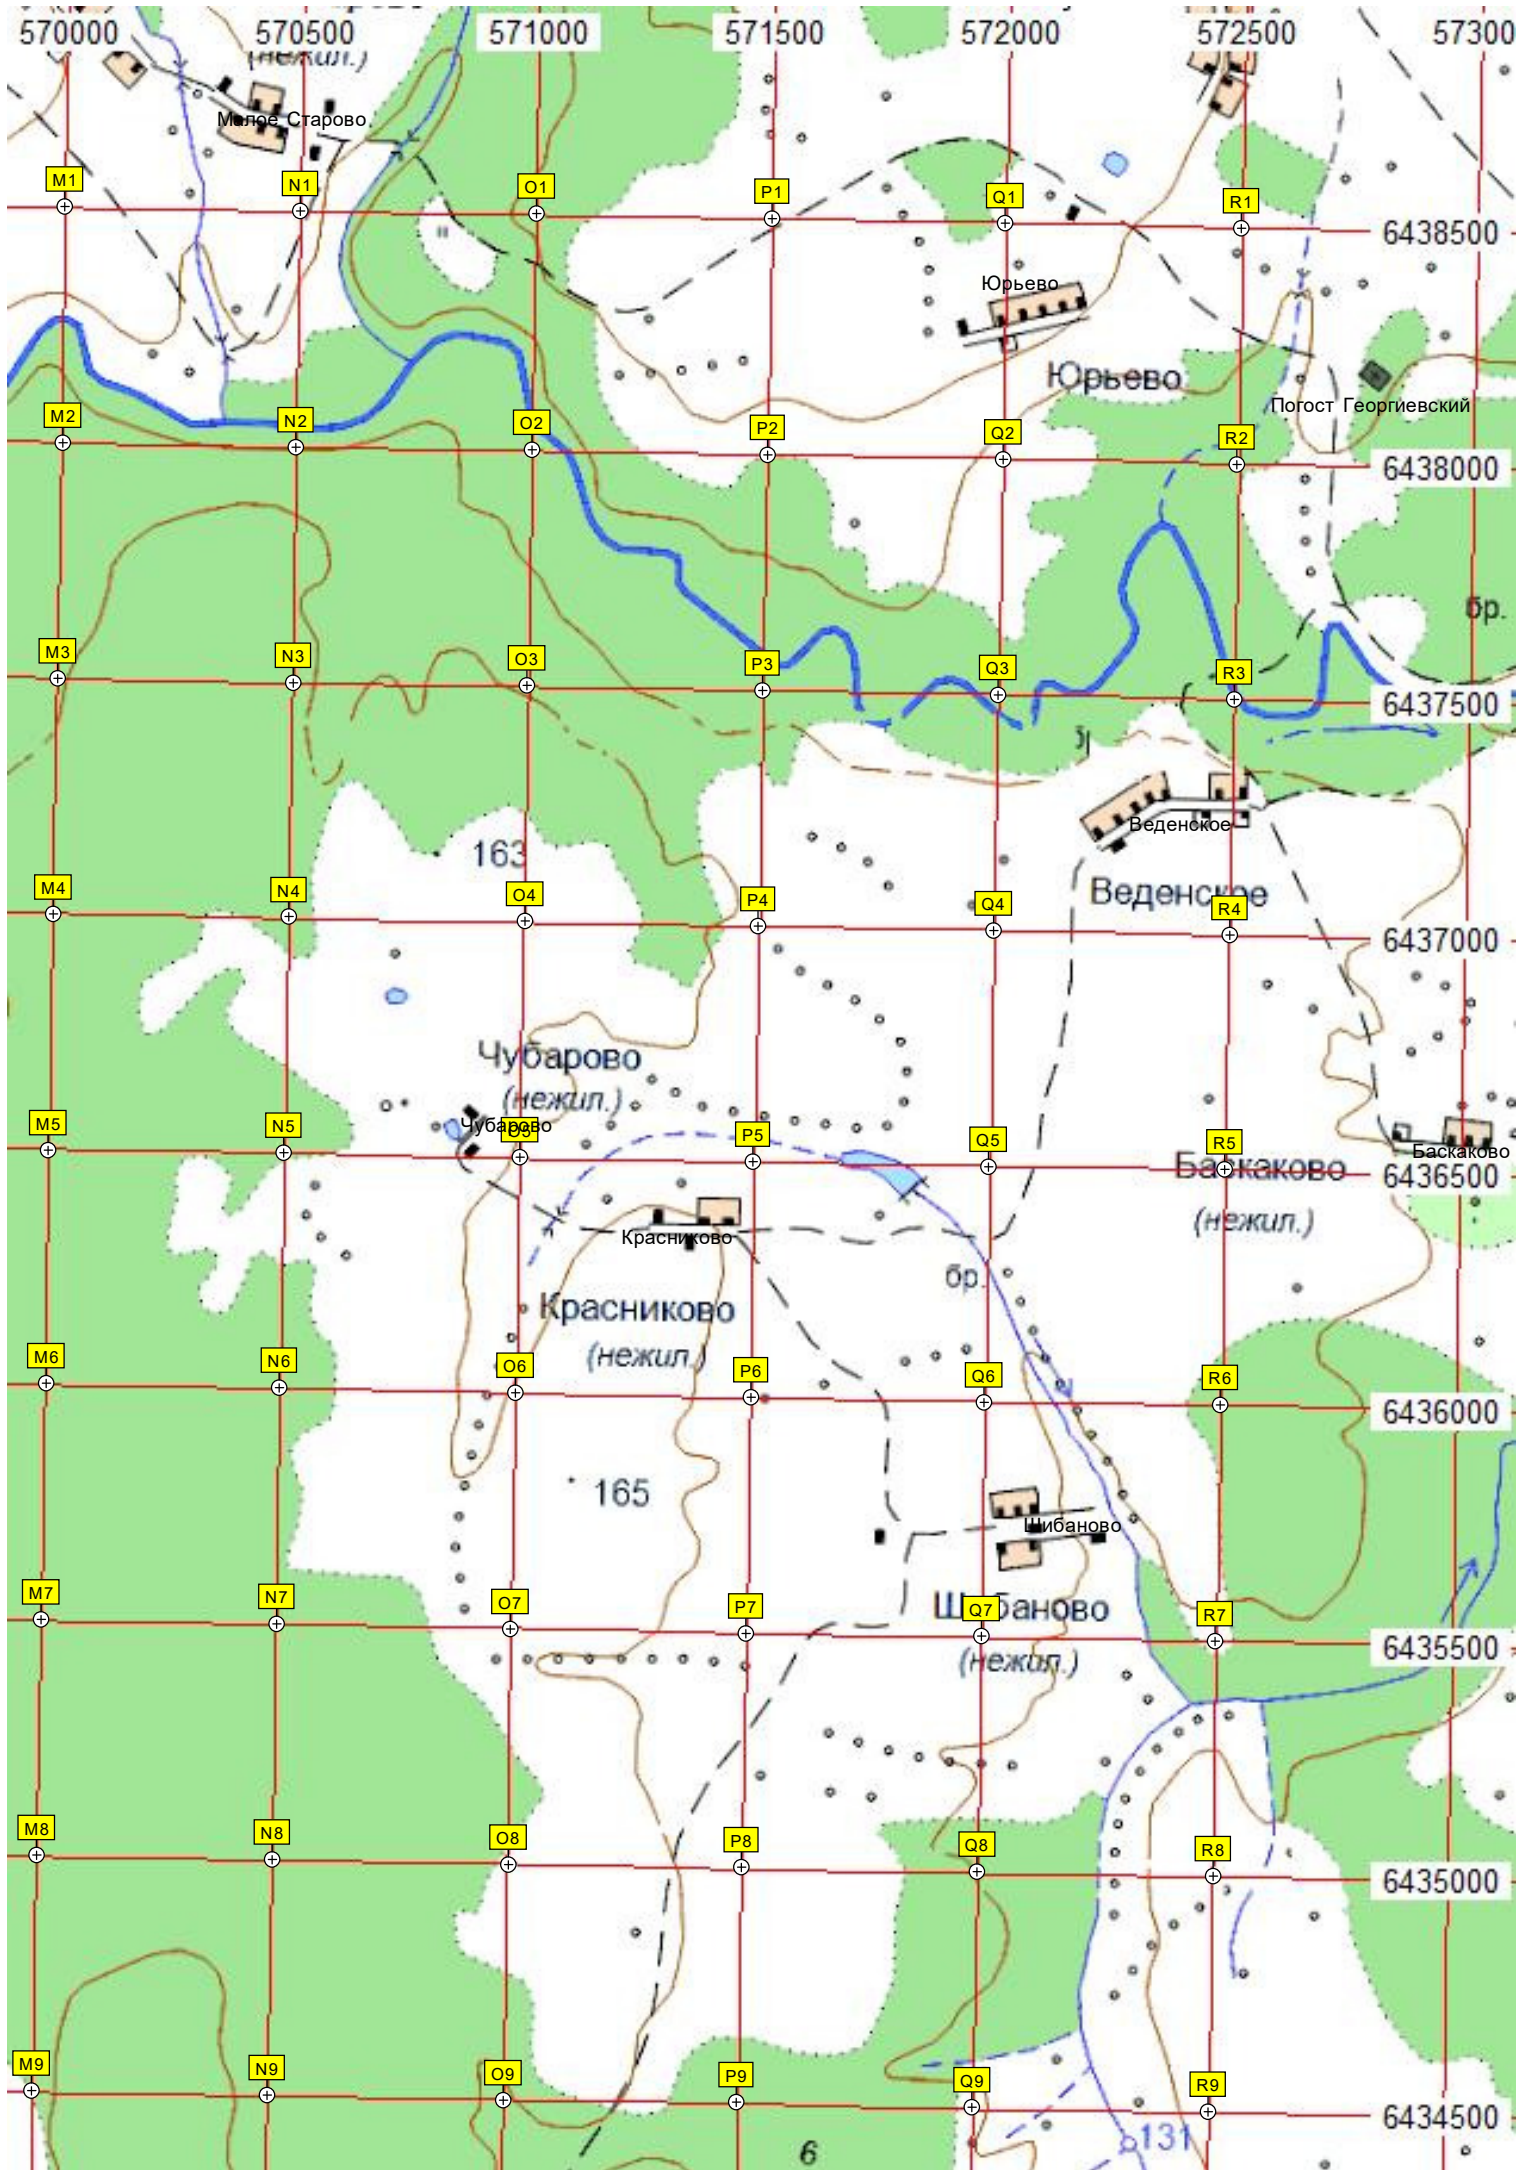 570000 570500 571000 571500 572000 572500 57300
(нежил.)
Малое Старово
M1 N1 O1 P1 Q1 R1
6438500
Юрьево
Юрьево
Погост Георгиевский
M2 N2 O2 P2 Q2 R2
6438000
бр.
M3 N3 O3 P3 Q3 R3
6437500
Веденское
163
Веденское
M4 N4 O4 P4 Q4 R4
6437000
Чубарово
(нежил.)
Чубарово
M5 N5 O5 P5 Q5 R5
Баскаково
Баскаково
6436500
(нежил.)
Красниково
бр.
Красниково
(нежил.)
M6 N6 O6 P6 Q6 R6
6436000
165
Шибаново
M7 N7 O7 P7 Q7 R7
Шибаново
6435500
(нежил.)
M8 N8 O8 P8 Q8 R8
6435000
M9 N9 O9 P9 Q9 R9
6434500
131
6